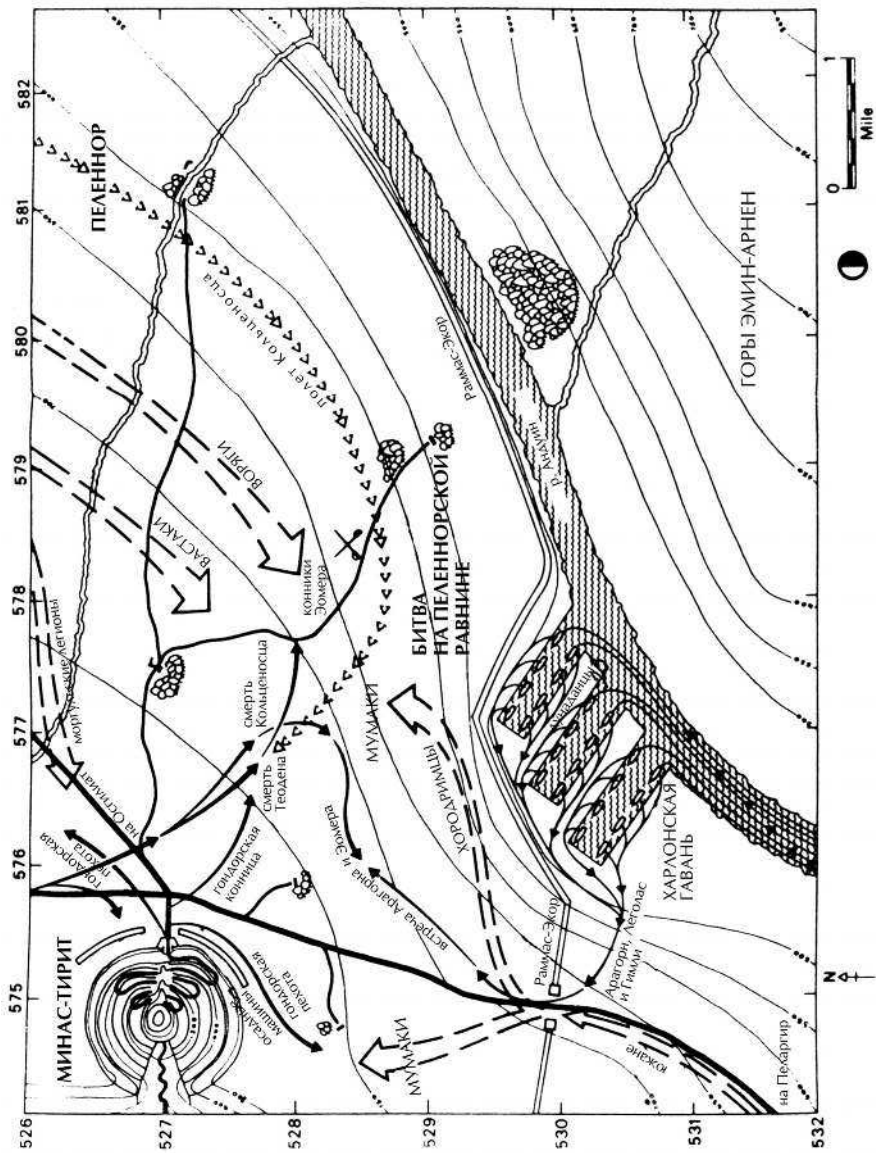 526
527
528
529
530
531
532
575
576
577
578
579
580
581
582
МИНАС-ТИРИТ
гондорская
пехота
на Осгилиат
моргульские легионы
ВАСТАКИ
ВОРЯГИ
ПЕЛЕННОР
полет Кольценосца
осадные
машины
гондорская
пехота
гондорская
конница
смерть
Кольценосца
смерть
Теодена
конники
Эомера
МУМАКИ
встреча Арагорна и Эомера
МУМАКИ
ХОРОДРИМЦЫ
БИТВА
НА ПЕЛЕННОРСКОЙ
РАВНИНЕ
Раммас-Экор
Раммас-Экор
р. Андуин
южане
Арагорн, Леголас
и Гимли
ХАРЛОНСКАЯ
ГАВАНЬ
ГОРЫ ЭМИН-АРНЕН
на Пеларгир
N
0
1
Mile